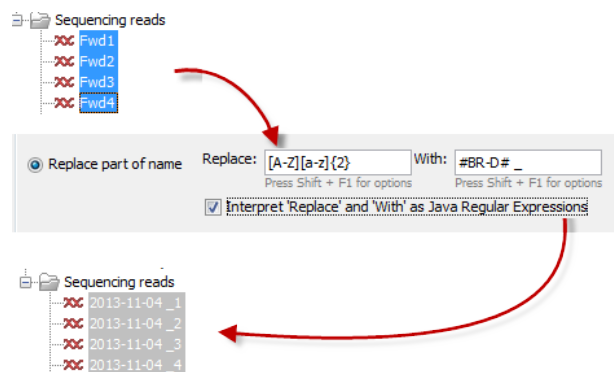 Sequencing reads
Fwd1
Fwd2
Fwd3
Fwd4
Replace part of name Replace: [A-Z][a-z]{2} With: #BR-D# _
Press Shift + F1 for options Press Shift + F1 for options
Interpret 'Replace' and 'With' as Java Regular Expressions
Sequencing reads
2013-11-04 _1
2013-11-04 _2
2013-11-04 _3
2013-11-04 _4